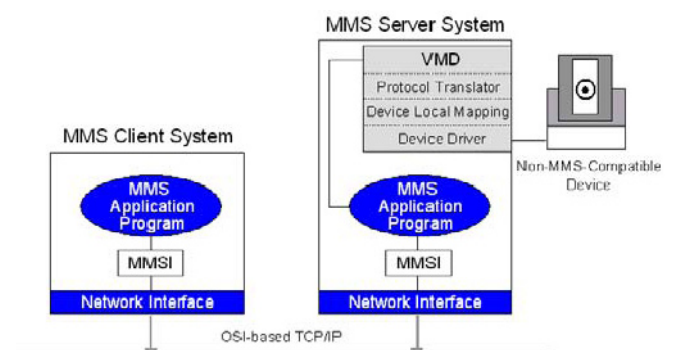 MMS Server System
VMD
Protocol Translator
Device Local Mapping
Device Driver
Non-MMS-Compatible
Device
MMS Client System
MMS
Application
Program
MMSI
Network Interface
MMS
Application
Program
MMSI
Network Interface
OSI-based TCP/IP